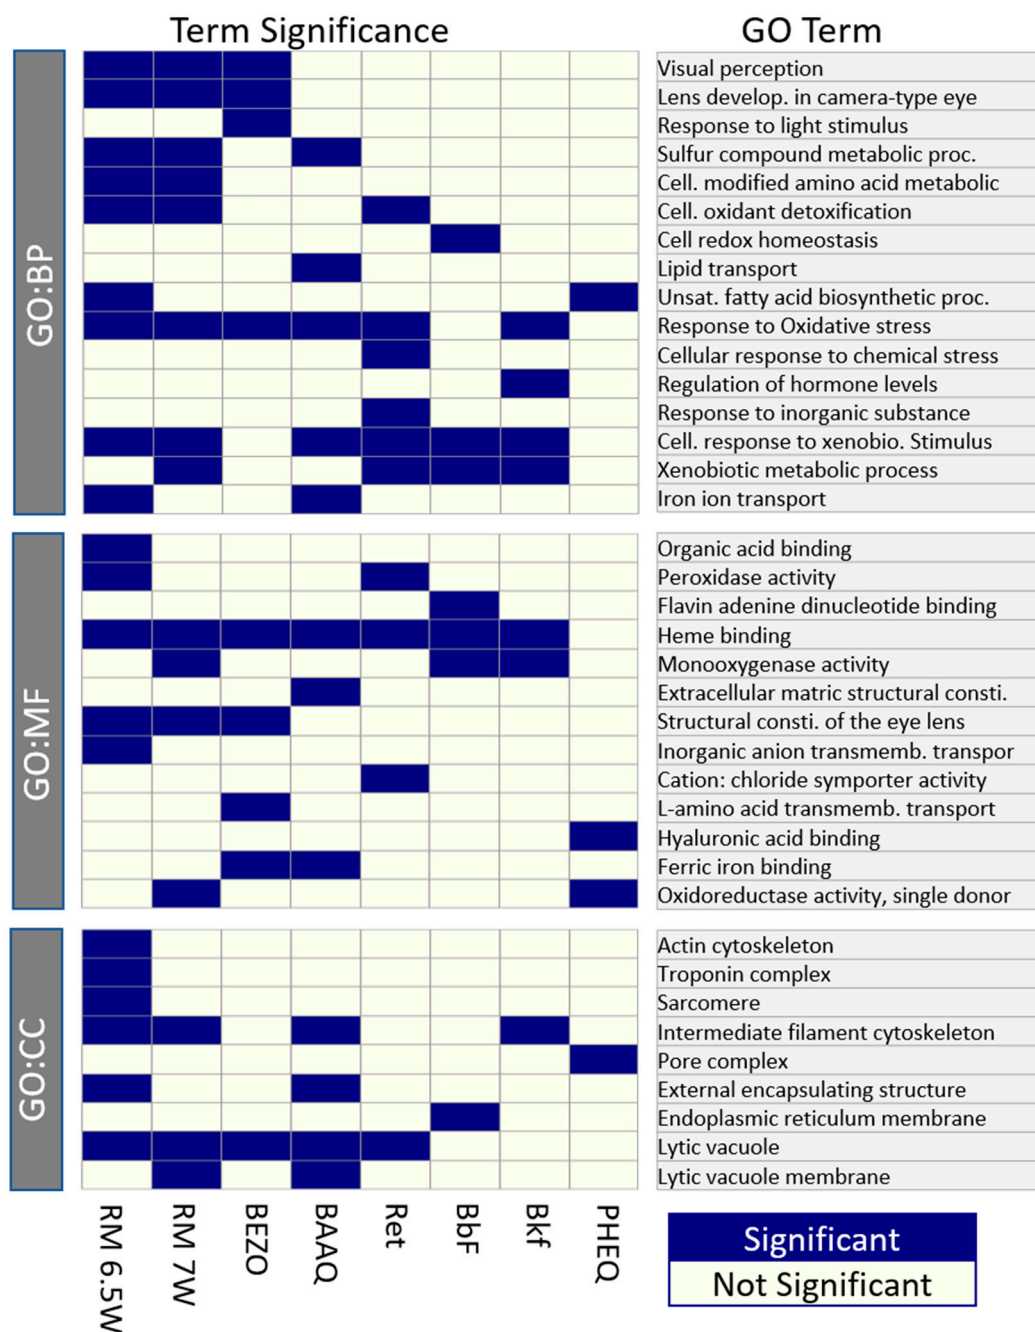 Term Significance
GO Term
GO:BP
Visual perception
Lens develop. in camera-type eye
Response to light stimulus
Sulfur compound metabolic proc.
Cell. modified amino acid metabolic
Cell. oxidant detoxification
Cell redox homeostasis
Lipid transport
Unsat. fatty acid biosynthetic proc.
Response to Oxidative stress
Cellular response to chemical stress
Regulation of hormone levels
Response to inorganic substance
Cell. response to xenobio. Stimulus
Xenobiotic metabolic process
Iron ion transport
GO:MF
Organic acid binding
Peroxidase activity
Flavin adenine dinucleotide binding
Heme binding
Monooxygenase activity
Extracellular matric structural consti.
Structural consti. of the eye lens
Inorganic anion transmemb. transpor
Cation: chloride symporter activity
L-amino acid transmemb. transport
Hyaluronic acid binding
Ferric iron binding
Oxidoreductase activity, single donor
GO:CC
Actin cytoskeleton
Troponin complex
Sarcomere
Intermediate filament cytoskeleton
Pore complex
External encapsulating structure
Endoplasmic reticulum membrane
Lytic vacuole
Lytic vacuole membrane
RM 6.5W
RM 7W
BEZO
BAAQ
Ret
BbF
Bkf
PHEQ
Significant
Not Significant